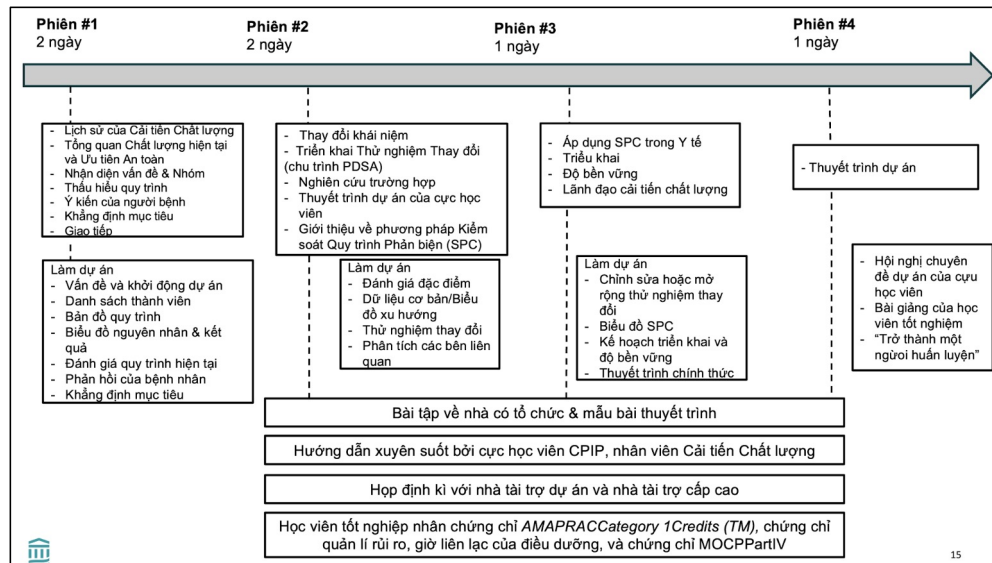 Phiên #1
2 ngày
Phiên #2
2 ngày
Phiên #3
1 ngày
Phiên #4
1 ngày
- Lịch sử của Cải tiến Chất lượng
- Tổng quan Chất lượng hiện tại
và Ưu tiên An toàn
- Nhận diện vấn đề & Nhóm
- Thấu hiểu quy trình
- Ý kiến của người bệnh
- Khẳng định mục tiêu
- Giao tiếp
- Thay đổi khái niệm
- Triển khai Thử nghiệm Thay đổi
(chu trình PDSA)
- Nghiên cứu trường hợp
- Thuyết trình dự án của cực học
viên
- Giới thiệu về phương pháp Kiểm
soát Quy trình Phản biện (SPC)
- Áp dụng SPC trong Y tế
- Triểu khai
- Độ bền vững
- Lãnh đạo cải tiến chất lượng
- Thuyết trình dự án
Làm dự án
- Vấn đề và khởi động dự án
- Danh sách thành viên
- Bản đồ quy trình
- Biểu đồ nguyên nhân & kết
quả
- Đánh giá quy trình hiện tại
- Phản hồi của bệnh nhân
- Khẳng định mục tiêu
Làm dự án
- Đánh giá đặc điểm
- Dữ liệu cơ bản/Biểu
đồ xu hướng
- Thử nghiệm thay đổi
- Phân tích các bên liên
quan
Làm dự án
- Chỉnh sửa hoặc mở
rộng thử nghiệm thay
đổi
- Biểu đồ SPC
- Kế hoạch triển khai và
độ bền vững
- Thuyết trình chính thức
- Hội nghị chuyên
đề dự án của cựu
học viên
- Bài giảng của học
viên tốt nghiệm
- “Trở thành một
ngừoi huấn luyện”
Bài tập về nhà có tổ chức & mẫu bài thuyết trình
Hướng dẫn xuyên suốt bởi cực học viên CPIP, nhân viên Cải tiến Chất lượng
Họp định kì với nhà tài trợ dự án và nhà tài trợ cấp cao
Học viên tốt nghiệp nhân chứng chỉ AMAPRACCategory 1Credits (TM), chứng chỉ
quản lí rủi ro, giờ liên lạc của điều dưỡng, và chứng chỉ MOCPPartIV
15